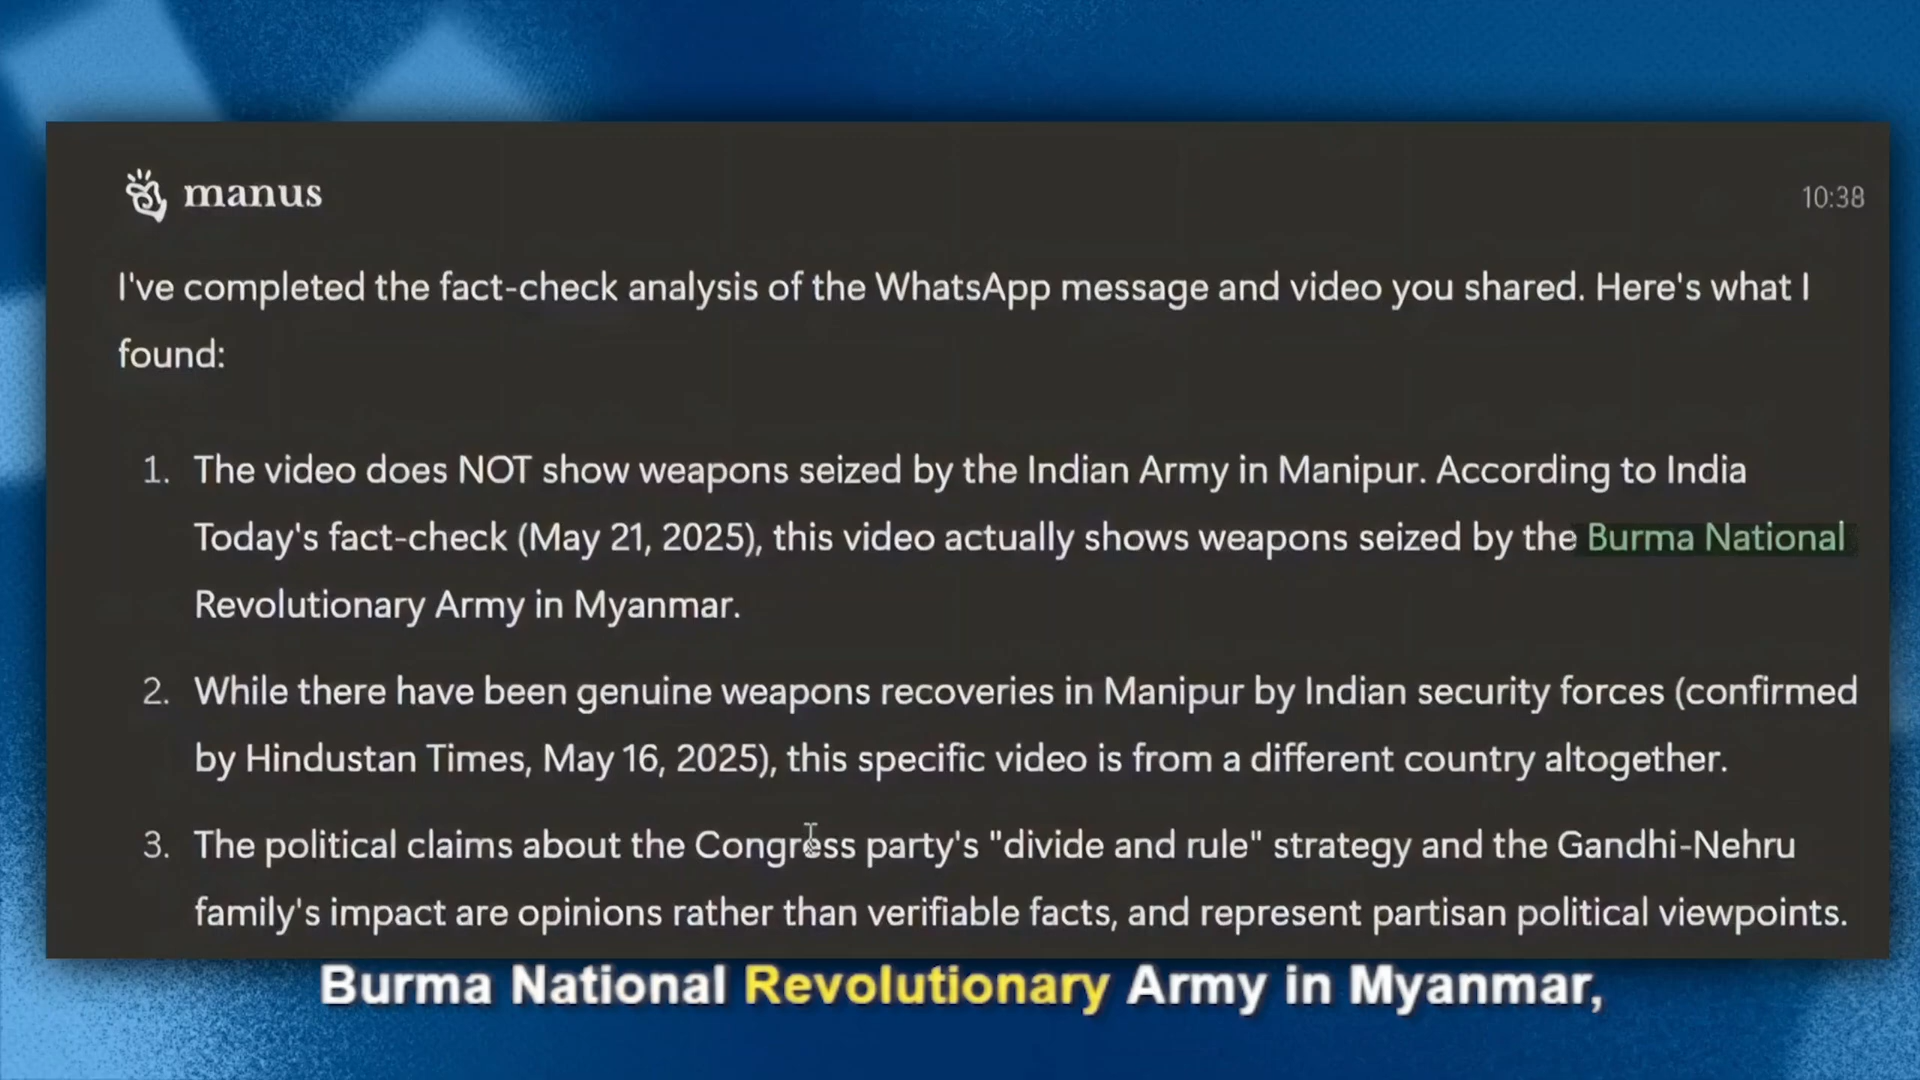 manus
10:38
I've completed the fact-check analysis of the WhatsApp message and video you shared. Here's what I
found:
1. The video does NOT show weapons seized by the Indian Army in Manipur. According to India
Today's fact-check (May 21, 2025), this video actually shows weapons seized by the Burma National
Revolutionary Army in Myanmar.
2. While there have been genuine weapons recoveries in Manipur by Indian security forces (confirmed
by Hindustan Times, May 16, 2025), this specific video is from a different country altogether.
3. The political claims about the Congress party's "divide and rule" strategy and the Gandhi-Nehru
family's impact are opinions rather than verifiable facts, and represent partisan political viewpoints.
Burma National Revolutionary Army in Myanmar,